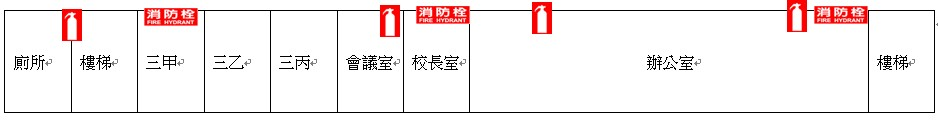 消防栓
FIRE HYDRANT
消防栓
FIRE HYDRANT
消防栓
FIRE HYDRANT
廁所
樓梯
三甲
三乙
三丙
會議室
校長室
辦公室
樓梯